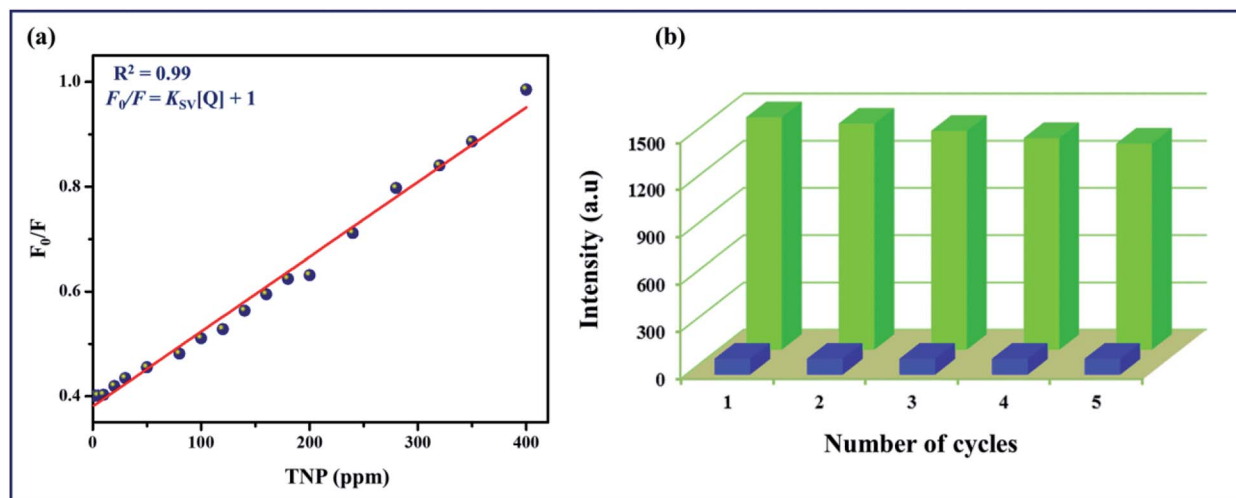 (a)
R² = 0.99
F₀/F = K_SV[Q] + 1
1.0
0.8
0.6
0.4
F₀/F
0 100 200 300 400
TNP (ppm)
(b)
1500
1200
900
600
300
0
Intensity (a.u)
1 2 3 4 5
Number of cycles